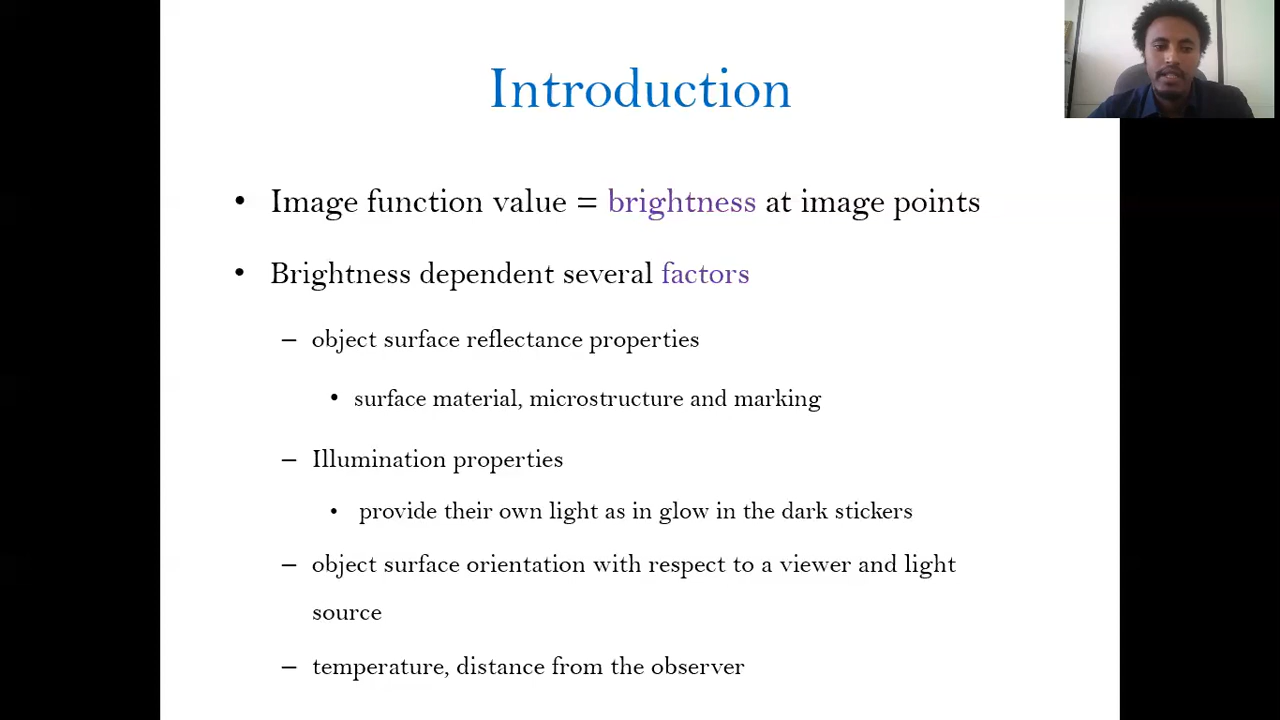 Introduction
• Image function value = brightness at image points
• Brightness dependent several factors
– object surface reflectance properties
• surface material, microstructure and marking
– Illumination properties
• provide their own light as in glow in the dark stickers
– object surface orientation with respect to a viewer and light
source
– temperature, distance from the observer